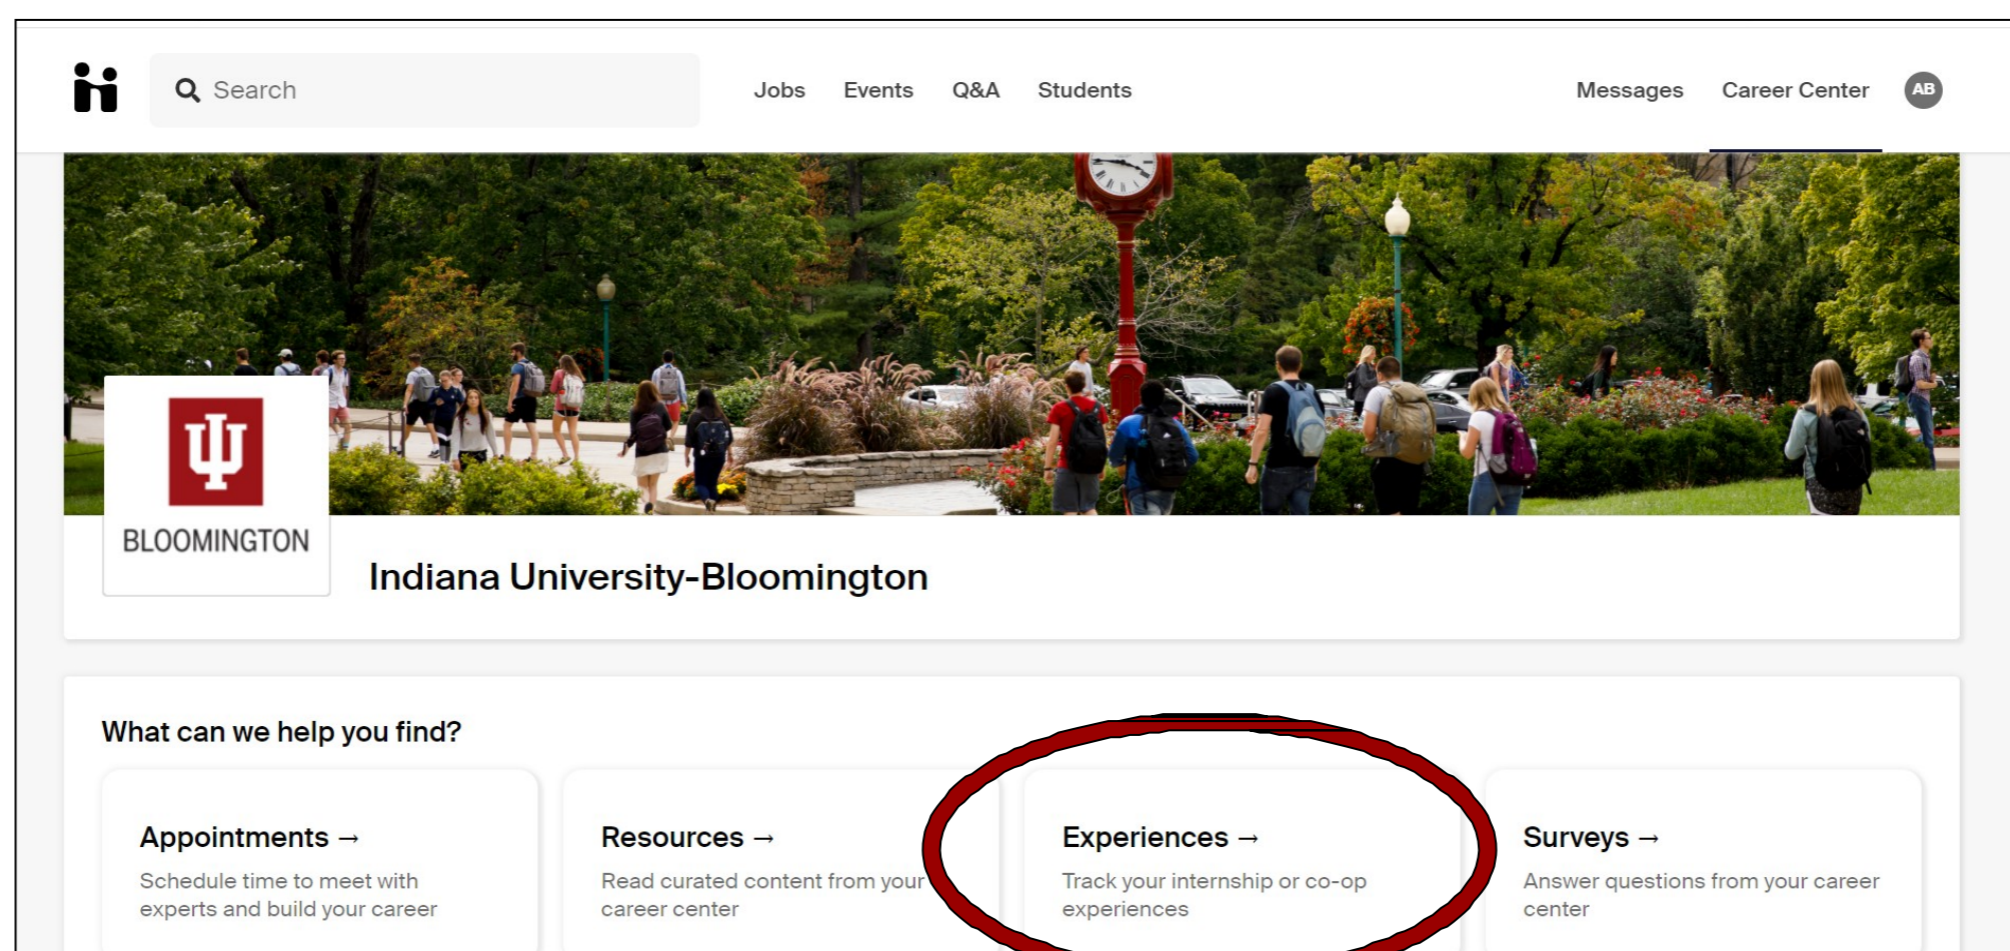 Search
Jobs Events Q&A Students
Messages Career Center AB
BLOOMINGTON
Indiana University-Bloomington
What can we help you find?
Appointments →
Schedule time to meet with
experts and build your career
Resources →
Read curated content from your
career center
Experiences →
Track your internship or co-op
experiences
Surveys →
Answer questions from your career
center